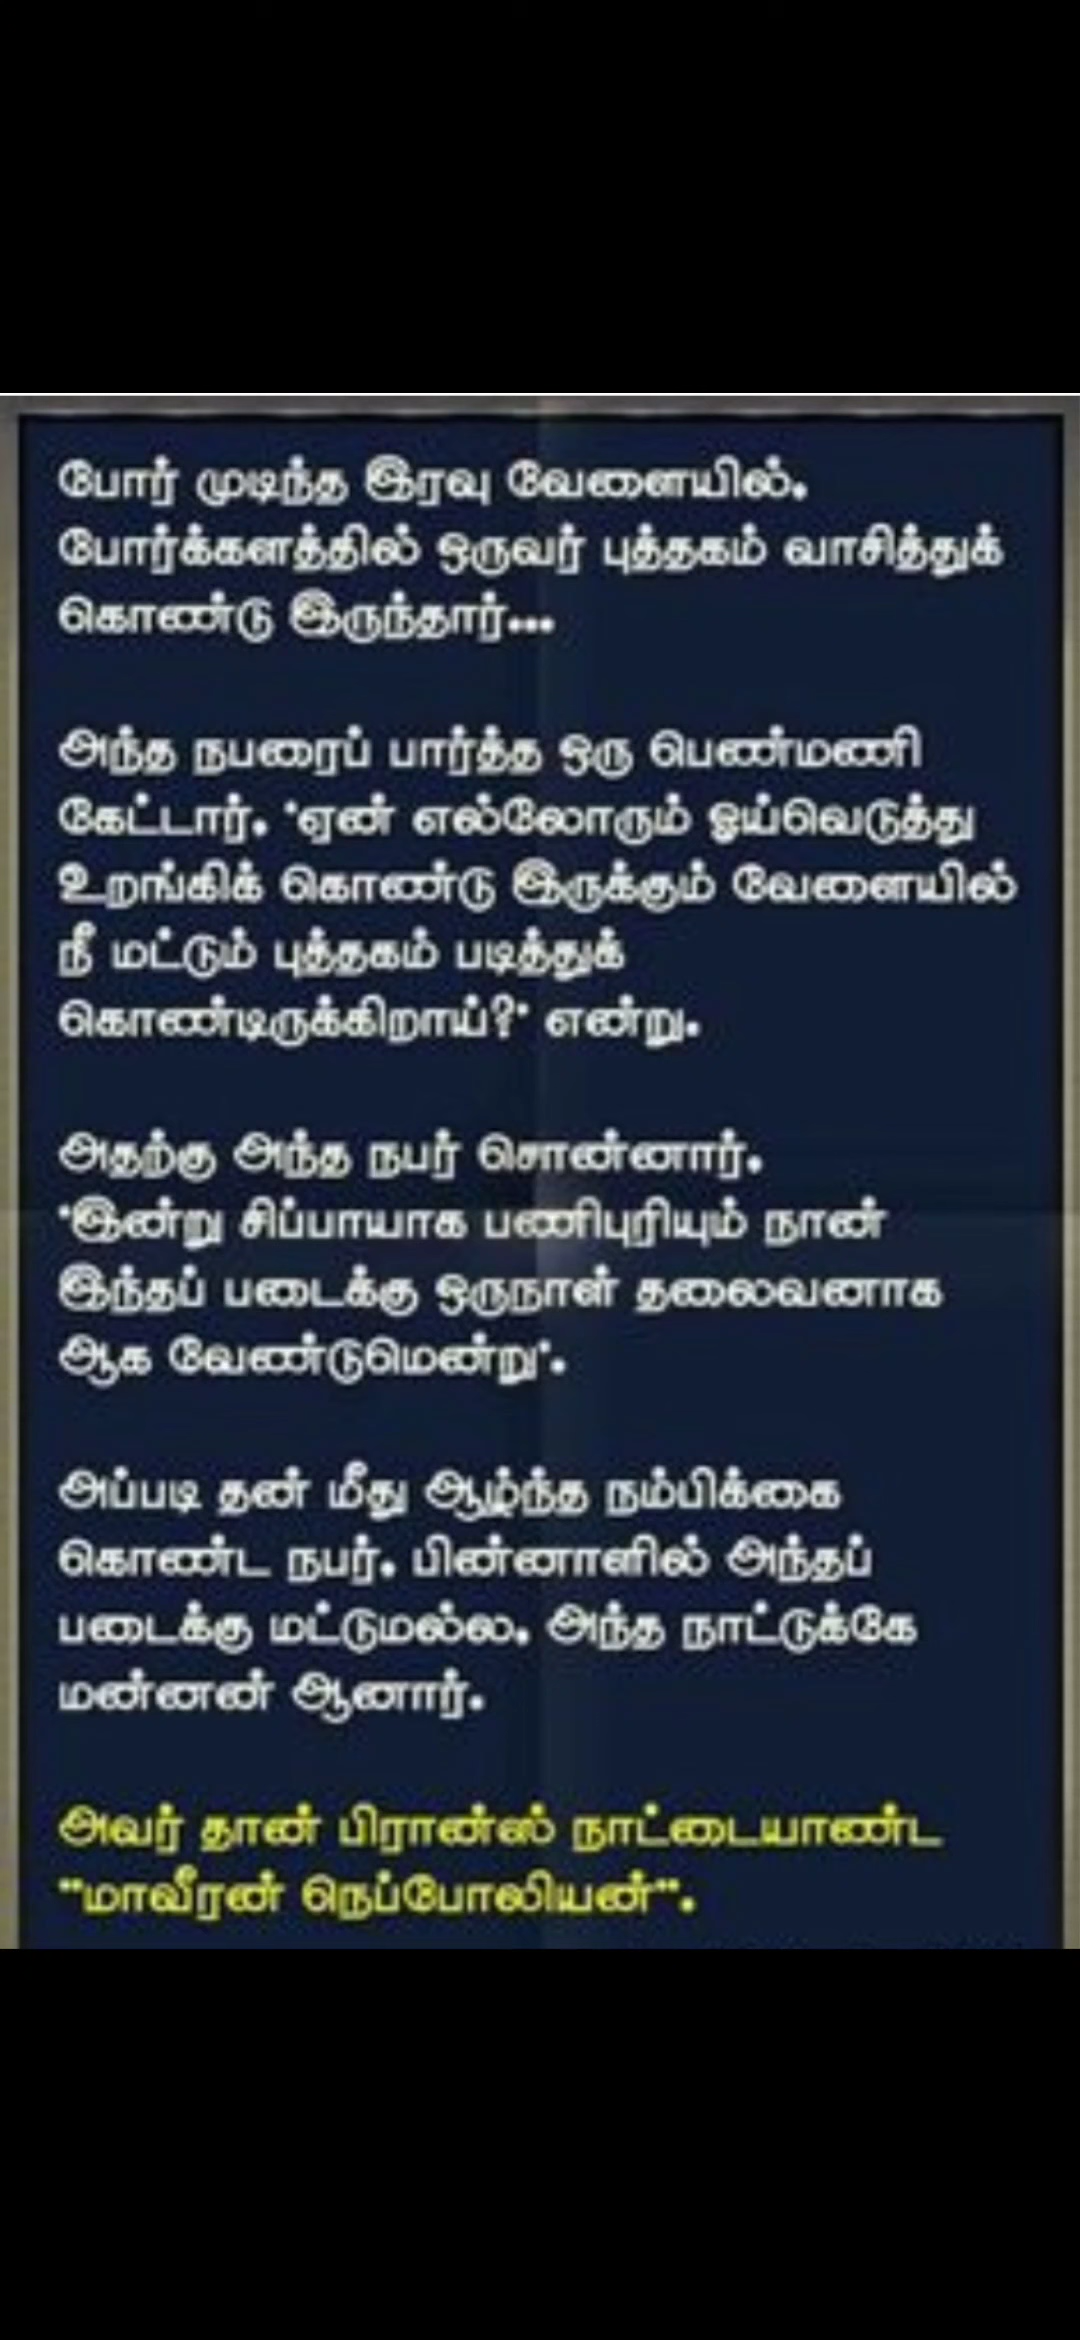 போர் முடிந்த இரவு வேளையில்.
போர்க்களத்தில் ஒருவர் புத்தகம் வாசித்துக்
கொண்டு இருந்தார்...
அந்த நபரைப் பார்த்த ஒரு பெண்மணி
கேட்டார். 'ஏன் எல்லோரும் ஓய்வெடுத்து
உறங்கிக் கொண்டு இருக்கும் வேளையில்
நீ மட்டும் புத்தகம் படித்துக்
கொண்டிருக்கிறாய்?' என்று.
அதற்கு அந்த நபர் சொன்னார்.
'இன்று சிப்பாயாக பணிபுரியும் நான்
இந்தப் படைக்கு ஒருநாள் தலைவனாக
ஆக வேண்டுமென்று'.
அப்படி தன் மீது ஆழ்ந்த நம்பிக்கை
கொண்ட நபர். பின்னாளில் அந்தப்
படைக்கு மட்டுமல்ல. அந்த நாட்டுக்கே
மன்னன் ஆனார்.
அவர் தான் பிரான்ஸ் நாட்டையாண்ட
"மாவீரன் நெப்போலியன்".